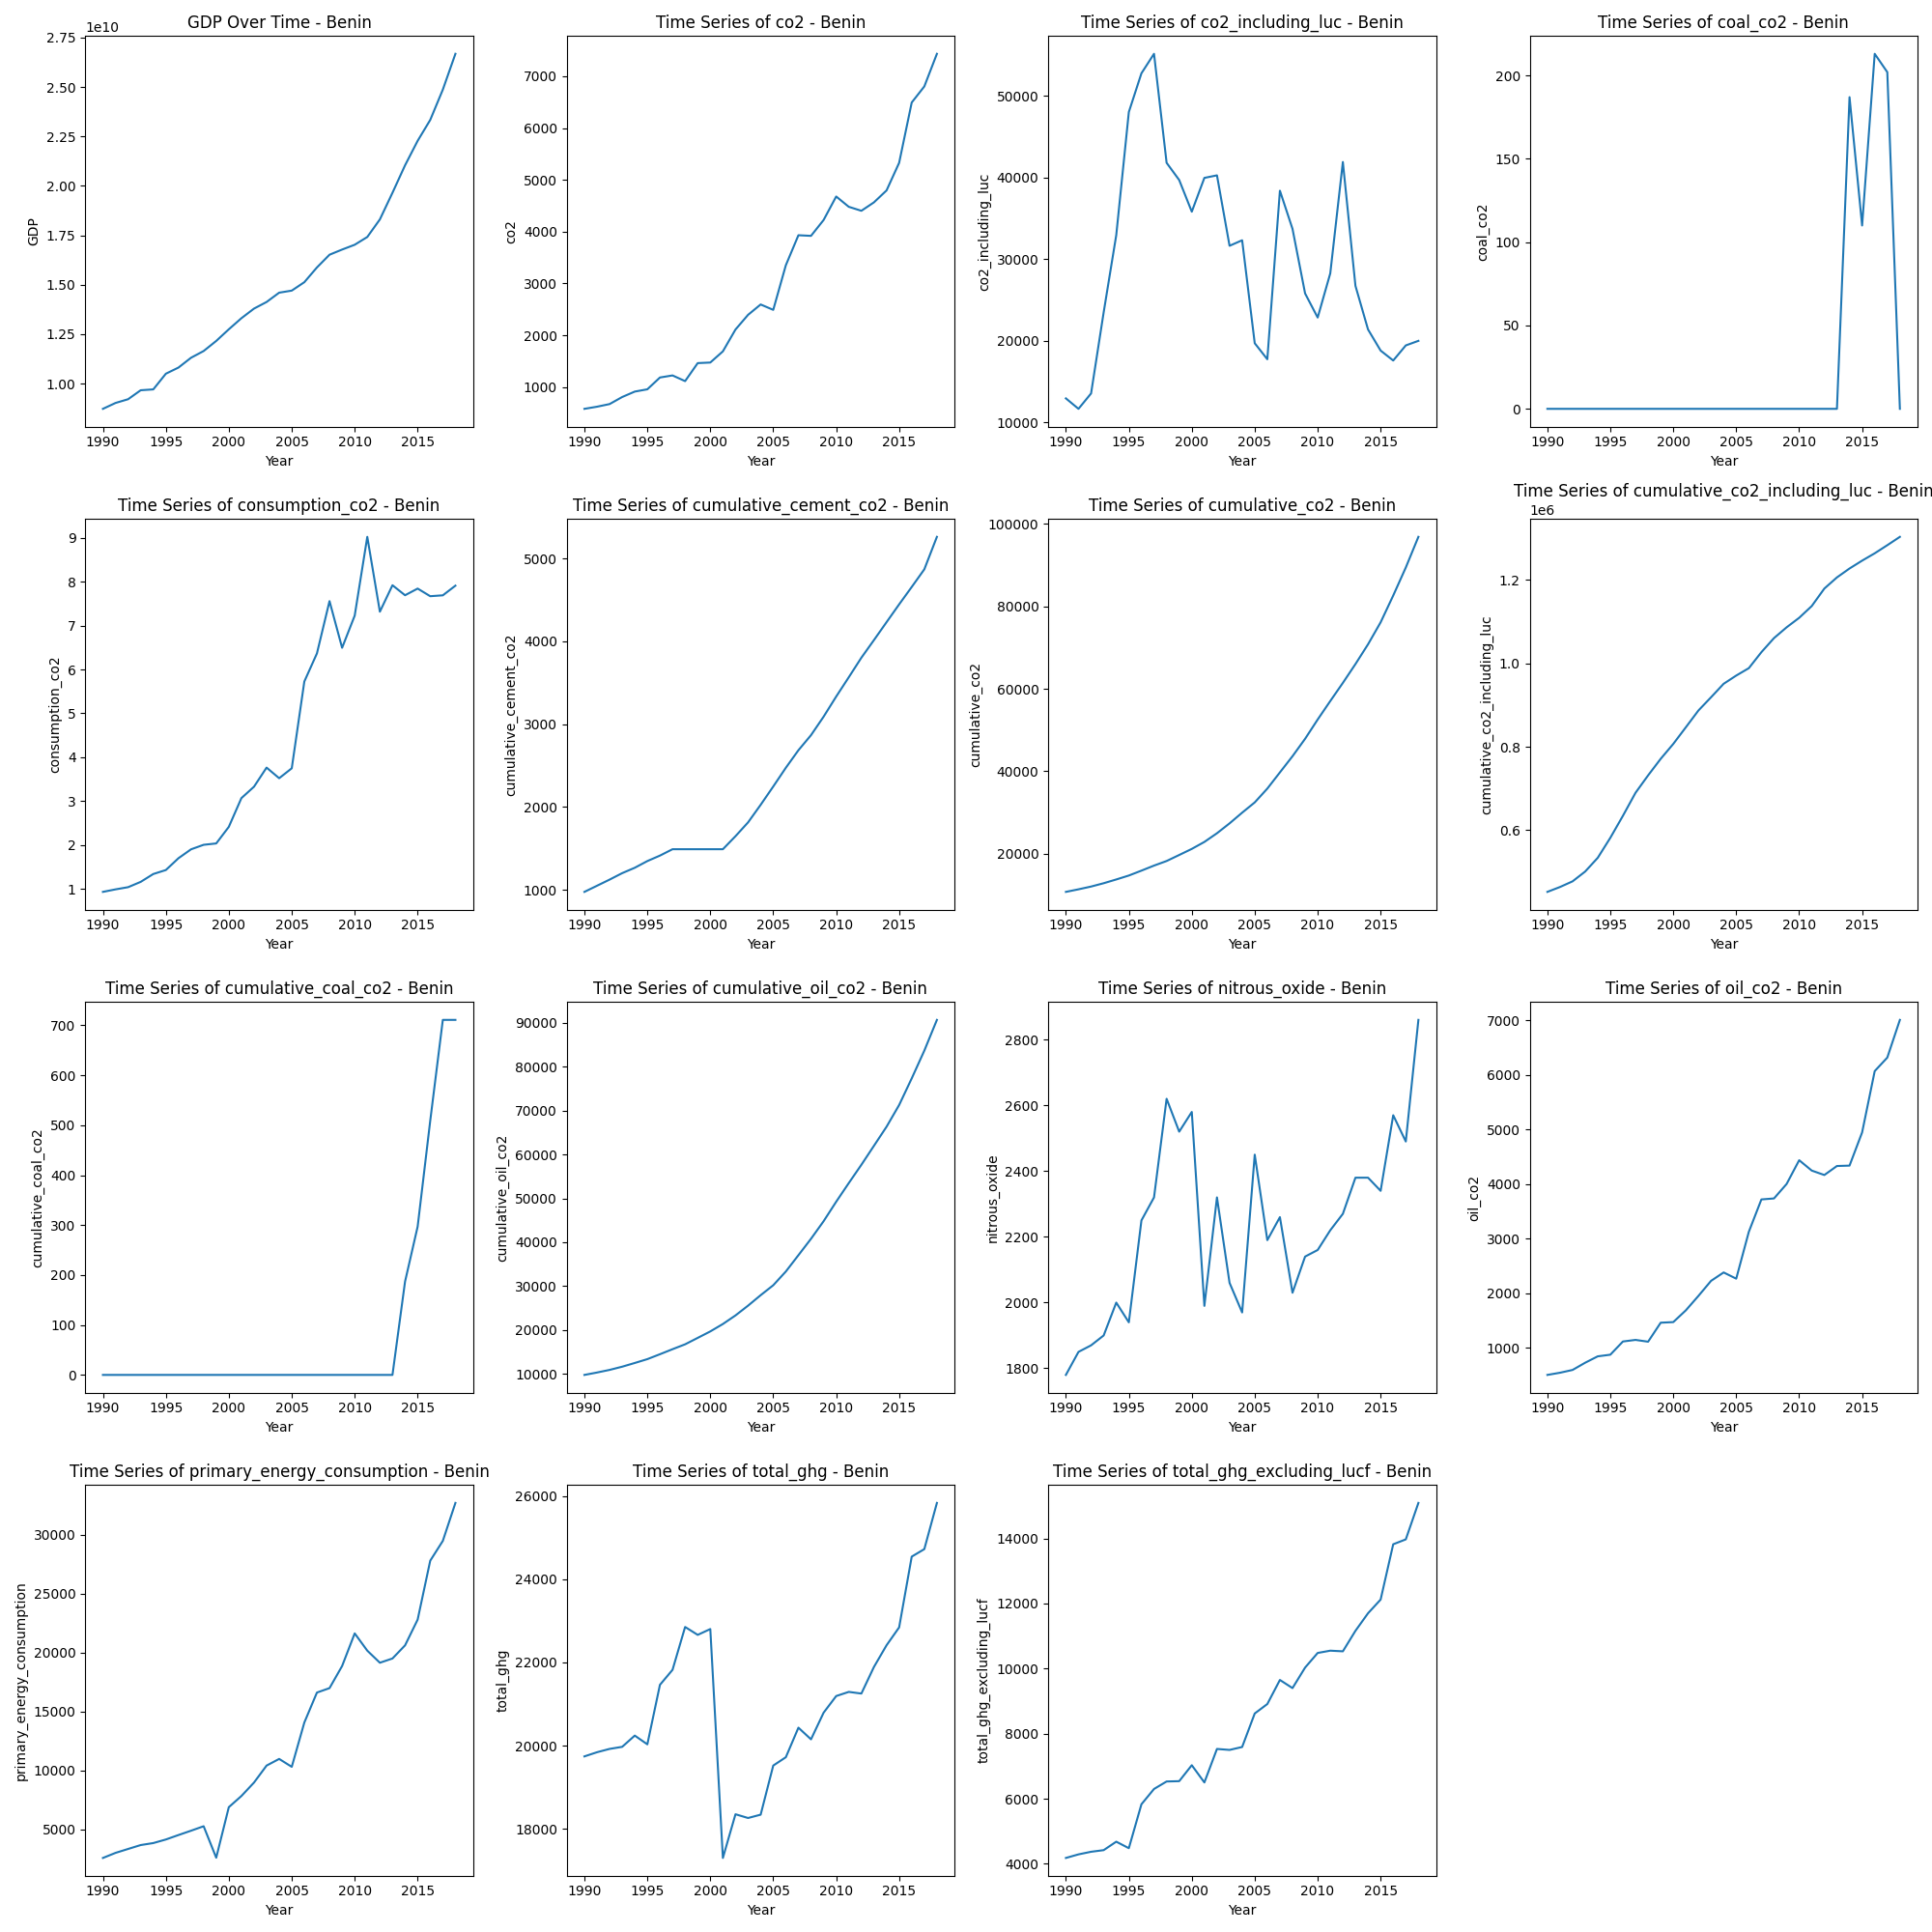 GDP Over Time - Benin
1e10
2.75
2.50
2.25
2.00
1.75
1.50
1.25
1.00
GDP
1990 1995 2000 2005 2010 2015
Year
Time Series of co2 - Benin
7000
6000
5000
4000
3000
2000
1000
co2
1990 1995 2000 2005 2010 2015
Year
Time Series of co2_including_luc - Benin
50000
40000
30000
20000
10000
co2_including_luc
1990 1995 2000 2005 2010 2015
Year
Time Series of coal_co2 - Benin
200
150
100
50
0
coal_co2
1990 1995 2000 2005 2010 2015
Year
Time Series of consumption_co2 - Benin
9
8
7
6
5
4
3
2
1
consumption_co2
1990 1995 2000 2005 2010 2015
Year
Time Series of cumulative_cement_co2 - Benin
5000
4000
3000
2000
1000
cumulative_cement_co2
1990 1995 2000 2005 2010 2015
Year
Time Series of cumulative_co2 - Benin
100000
80000
60000
40000
20000
cumulative_co2
1990 1995 2000 2005 2010 2015
Year
Time Series of cumulative_co2_including_luc - Benin
1e6
1.2
1.0
0.8
0.6
cumulative_co2_including_luc
1990 1995 2000 2005 2010 2015
Year
Time Series of cumulative_coal_co2 - Benin
700
600
500
400
300
200
100
0
cumulative_coal_co2
1990 1995 2000 2005 2010 2015
Year
Time Series of cumulative_oil_co2 - Benin
90000
80000
70000
60000
50000
40000
30000
20000
10000
cumulative_oil_co2
1990 1995 2000 2005 2010 2015
Year
Time Series of nitrous_oxide - Benin
2800
2600
2400
2200
2000
1800
nitrous_oxide
1990 1995 2000 2005 2010 2015
Year
Time Series of oil_co2 - Benin
7000
6000
5000
4000
3000
2000
1000
oil_co2
1990 1995 2000 2005 2010 2015
Year
Time Series of primary_energy_consumption - Benin
30000
25000
20000
15000
10000
5000
primary_energy_consumption
1990 1995 2000 2005 2010 2015
Year
Time Series of total_ghg - Benin
26000
24000
22000
20000
18000
total_ghg
1990 1995 2000 2005 2010 2015
Year
Time Series of total_ghg_excluding_lucf - Benin
14000
12000
10000
8000
6000
4000
total_ghg_excluding_lucf
1990 1995 2000 2005 2010 2015
Year